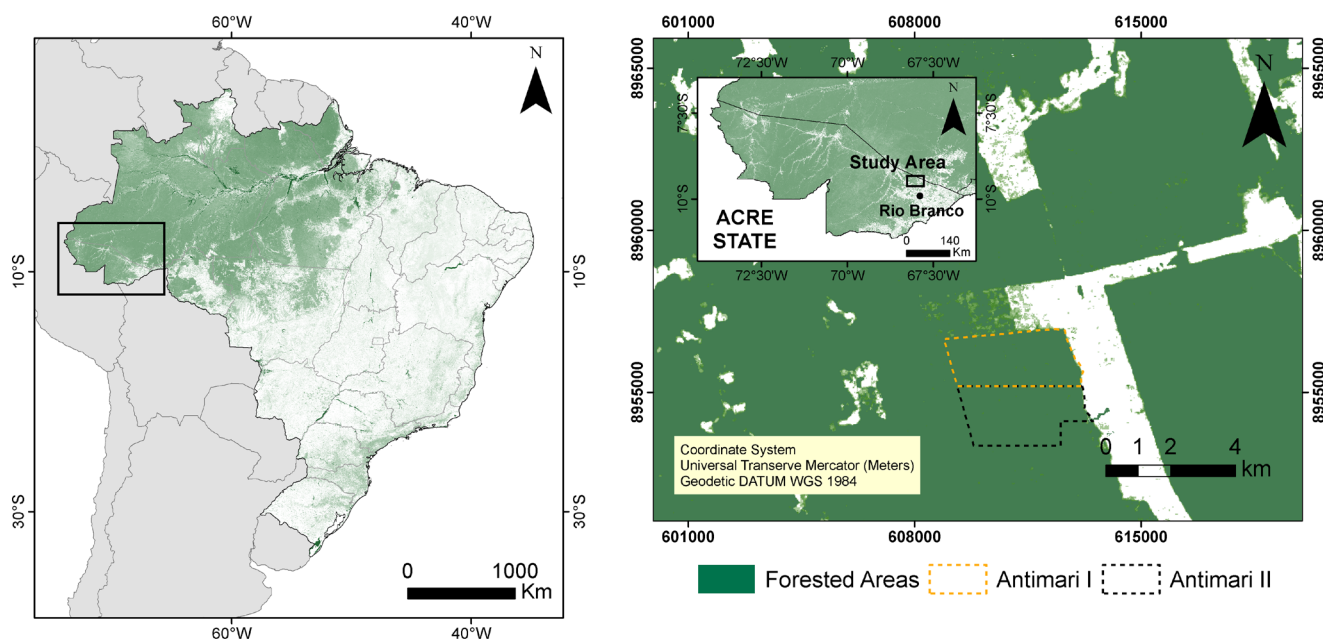 60°W
40°W
N
10°S
10°S
30°S
30°S
0
1000
Km
60°W
40°W
601000
608000
615000
8965000
8965000
N
72°30'W
70°W
67°30'W
N
7°30'S
7°30'S
Study Area
10°S
10°S
Rio Branco
ACRE
STATE
0
140
Km
72°30'W
70°W
67°30'W
8960000
8960000
8955000
8955000
Coordinate System
Universal Transerve Mercator (Meters)
Geodetic DATUM WGS 1984
0 1 2 4
km
601000
608000
615000
Forested Areas
Antimari I
Antimari II